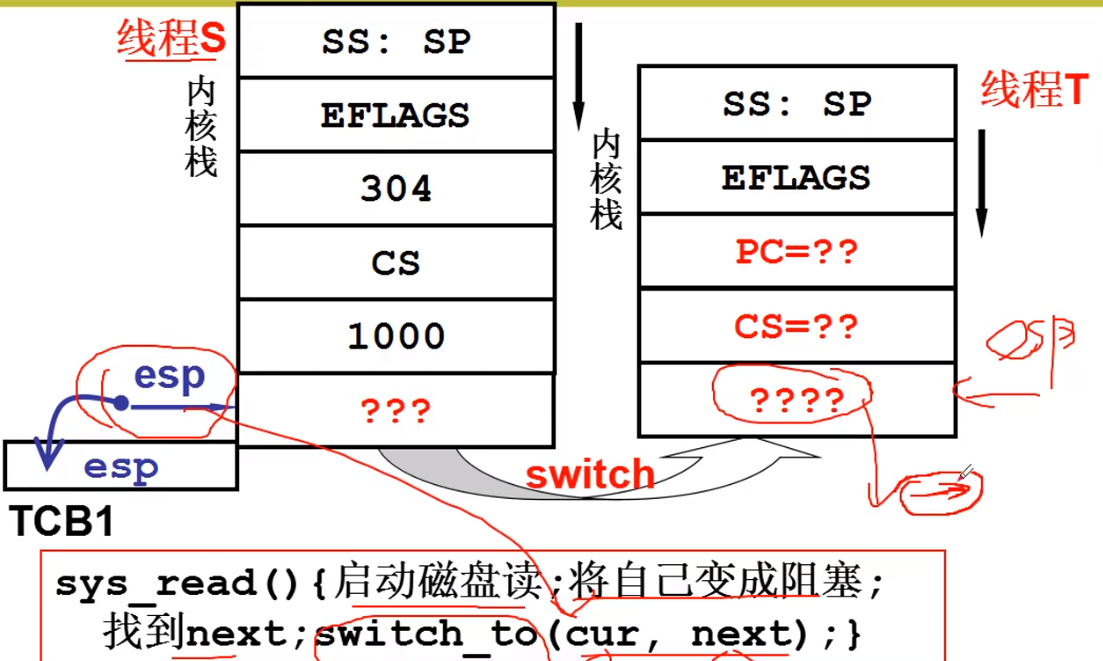 线程S
内核栈
SS: SP
EFLAGS
304
CS
1000
???
esp
esp
TCB1
线程T
内核栈
SS: SP
EFLAGS
PC=??
CS=??
????
esp
switch
sys_read(){启动磁盘读;将自己变成阻塞;
找到next;switch_to(cur, next);}